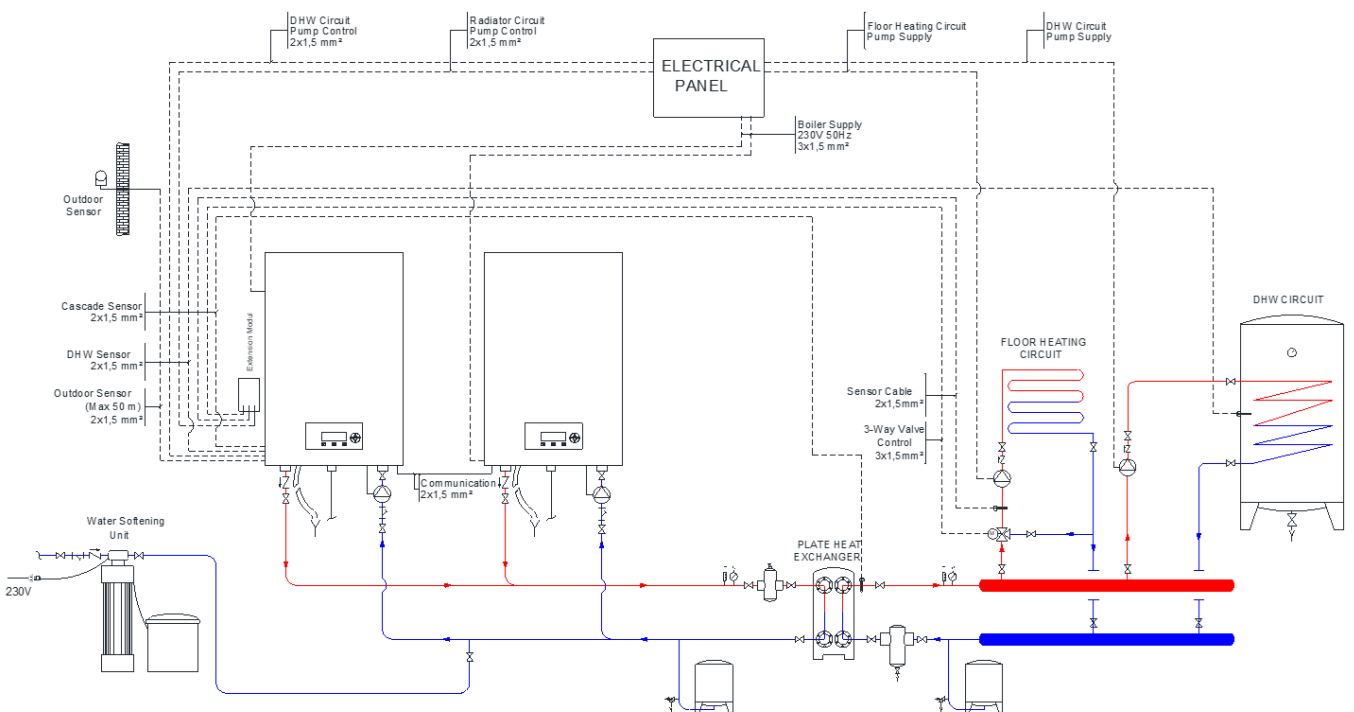 DHW Circuit
Pump Control
2x1,5 mm²
Radiator Circuit
Pump Control
2x1,5 mm²
ELECTRICAL
PANEL
Floor Heating Circuit
Pump Supply
DHW Circuit
Pump Supply
Boiler Supply
230V 50Hz
3x1,5 mm²
Outdoor
Sensor
Cascade Sensor
2x1,5 mm²
DHW Sensor
2x1,5 mm²
Outdoor Sensor
(Max 50 m)
2x1,5 mm²
Extension Modul
Communication
2x1,5 mm²
Sensor Cable
2x1,5mm²
3-Way Valve
Control
3x1,5mm²
FLOOR HEATING
CIRCUIT
DHW CIRCUIT
Water Softening
Unit
230V
PLATE HEAT
EXCHANGER